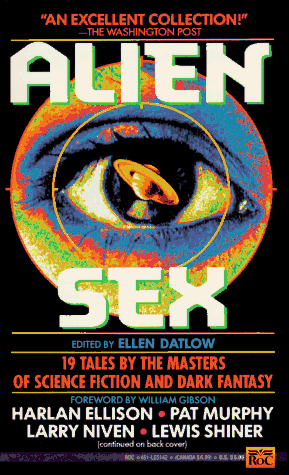 "AN EXCELLENT COLLECTION!"
—THE WASHINGTON POST
ALIEN
SEX
EDITED BY ELLEN DATLOW
19 TALES BY THE MASTERS
OF SCIENCE FICTION AND DARK FANTASY
FOREWORD BY WILLIAM GIBSON
HARLAN ELLISON • PAT MURPHY
LARRY NIVEN • LEWIS SHINER
(continued on back cover)
ROC